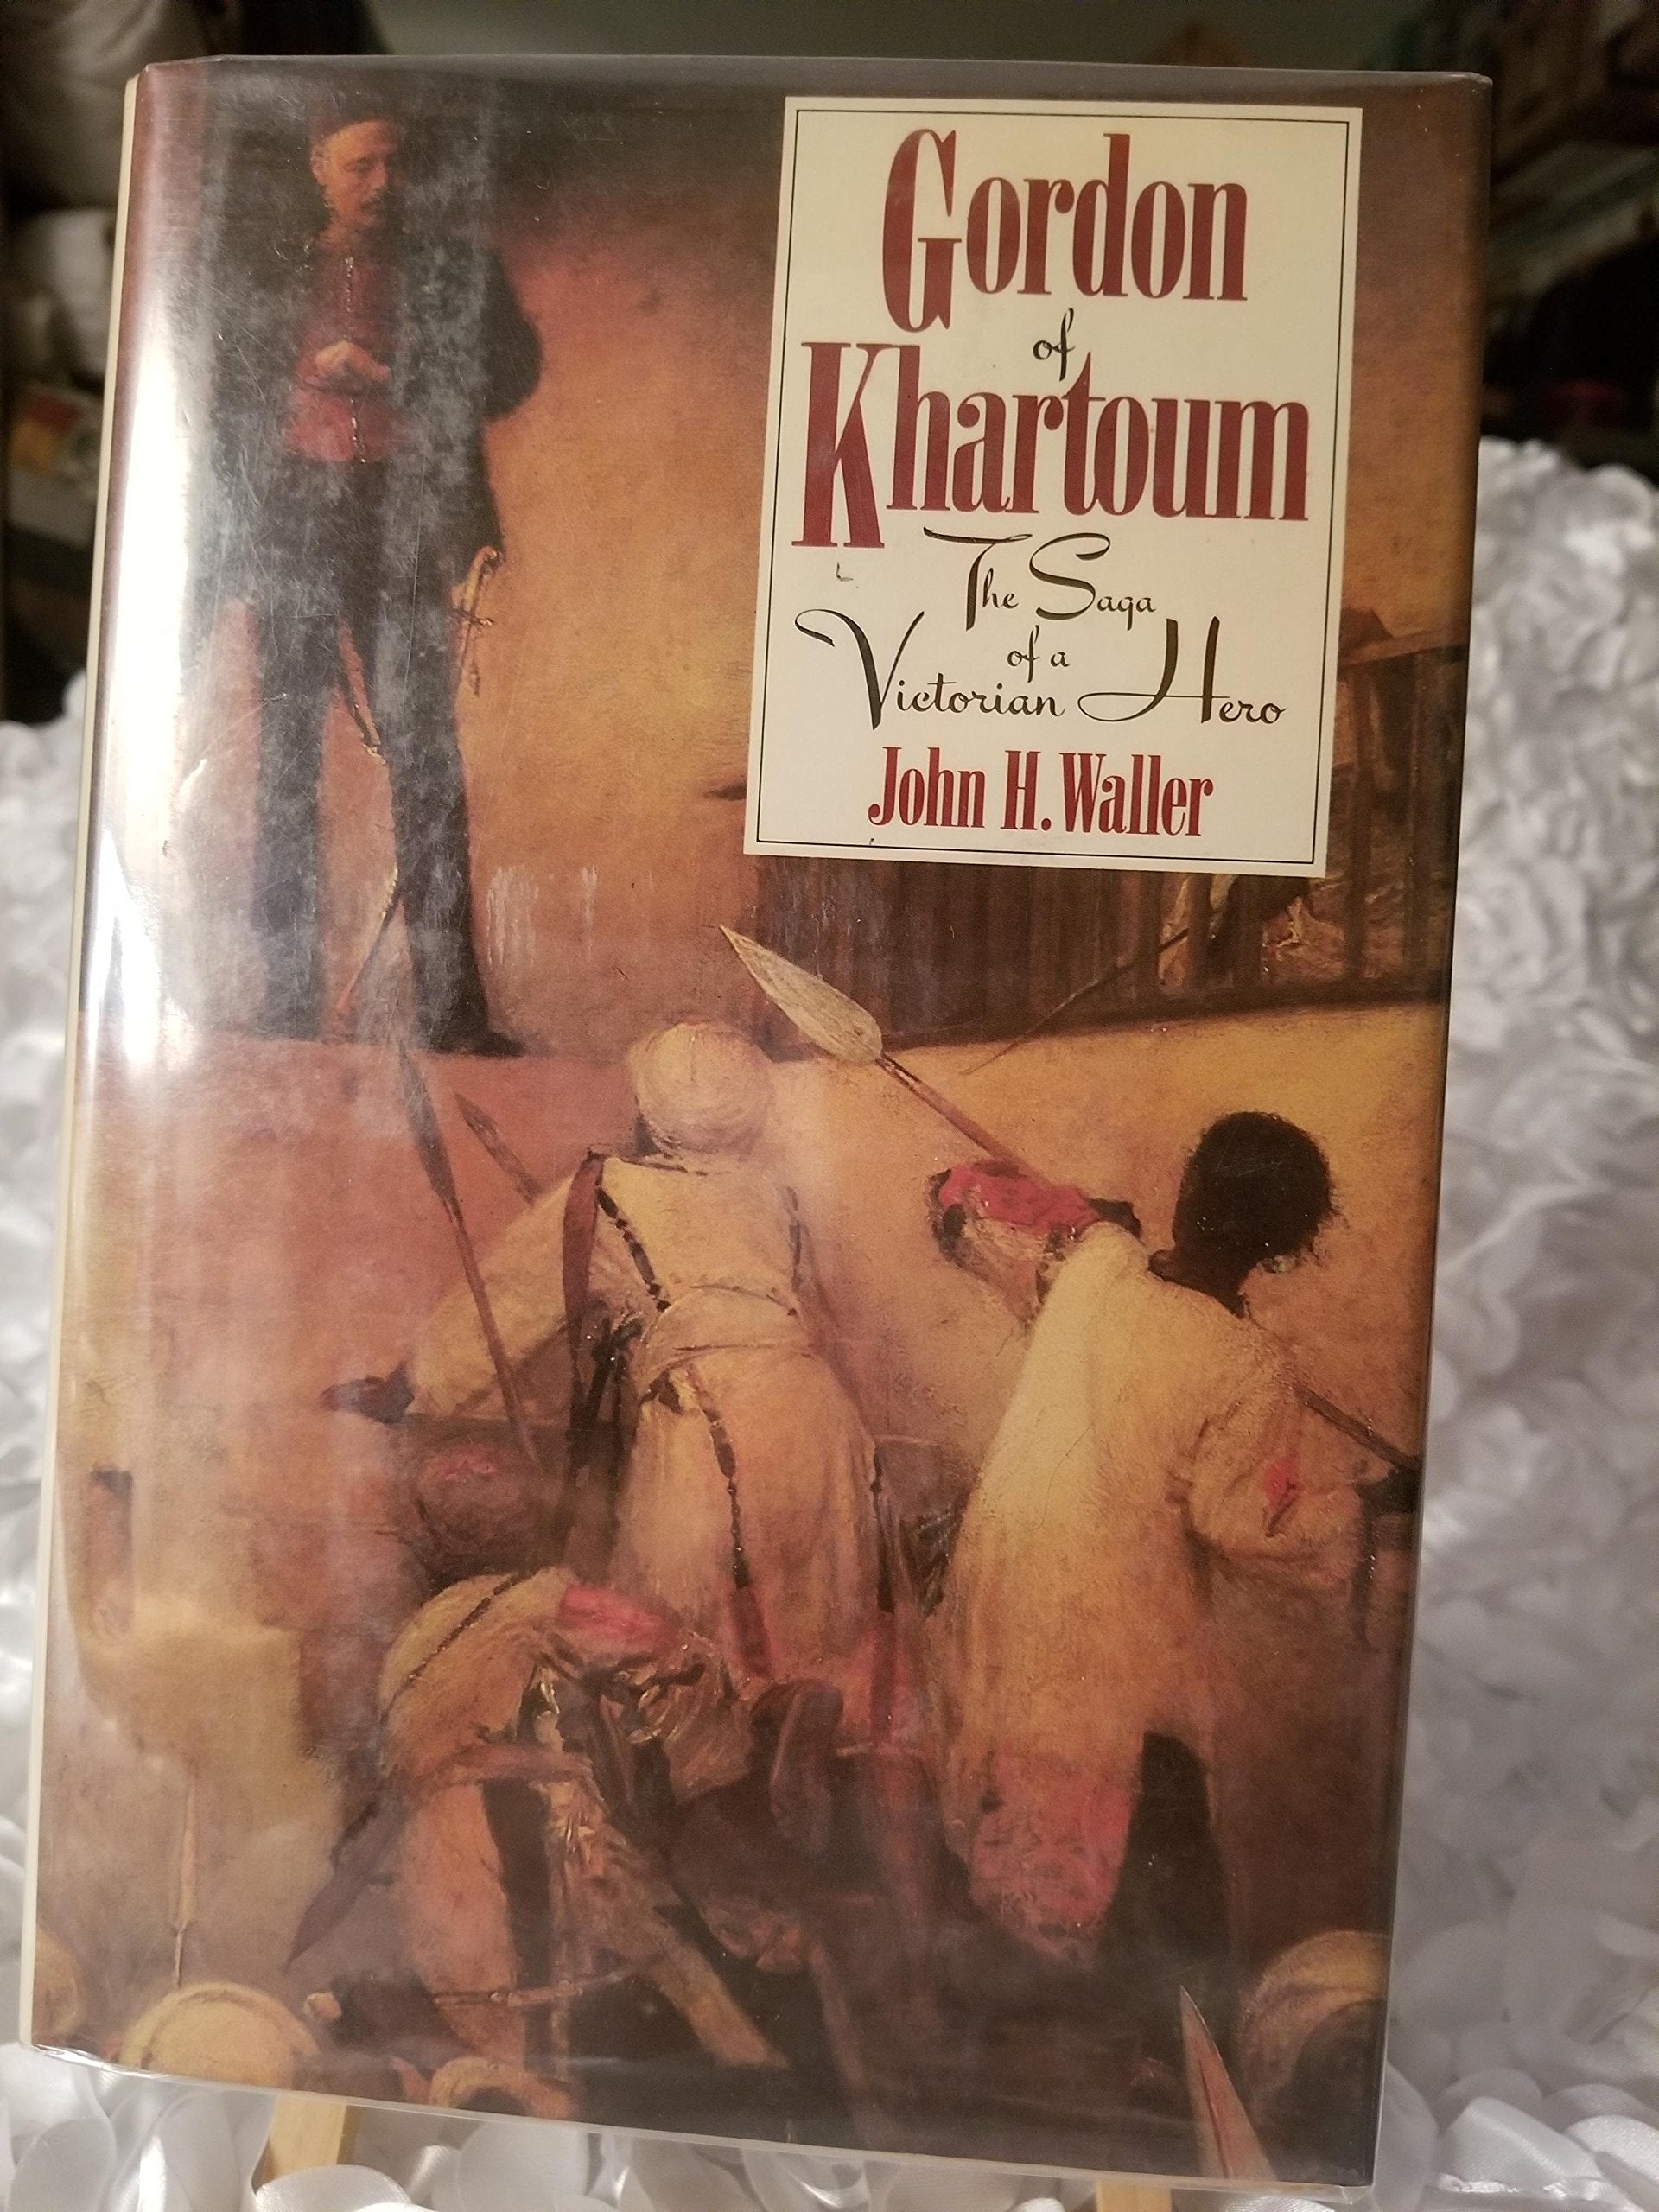 Gordon
of
Khartoum
The Saga
of a
Victorian Hero
John H. Waller